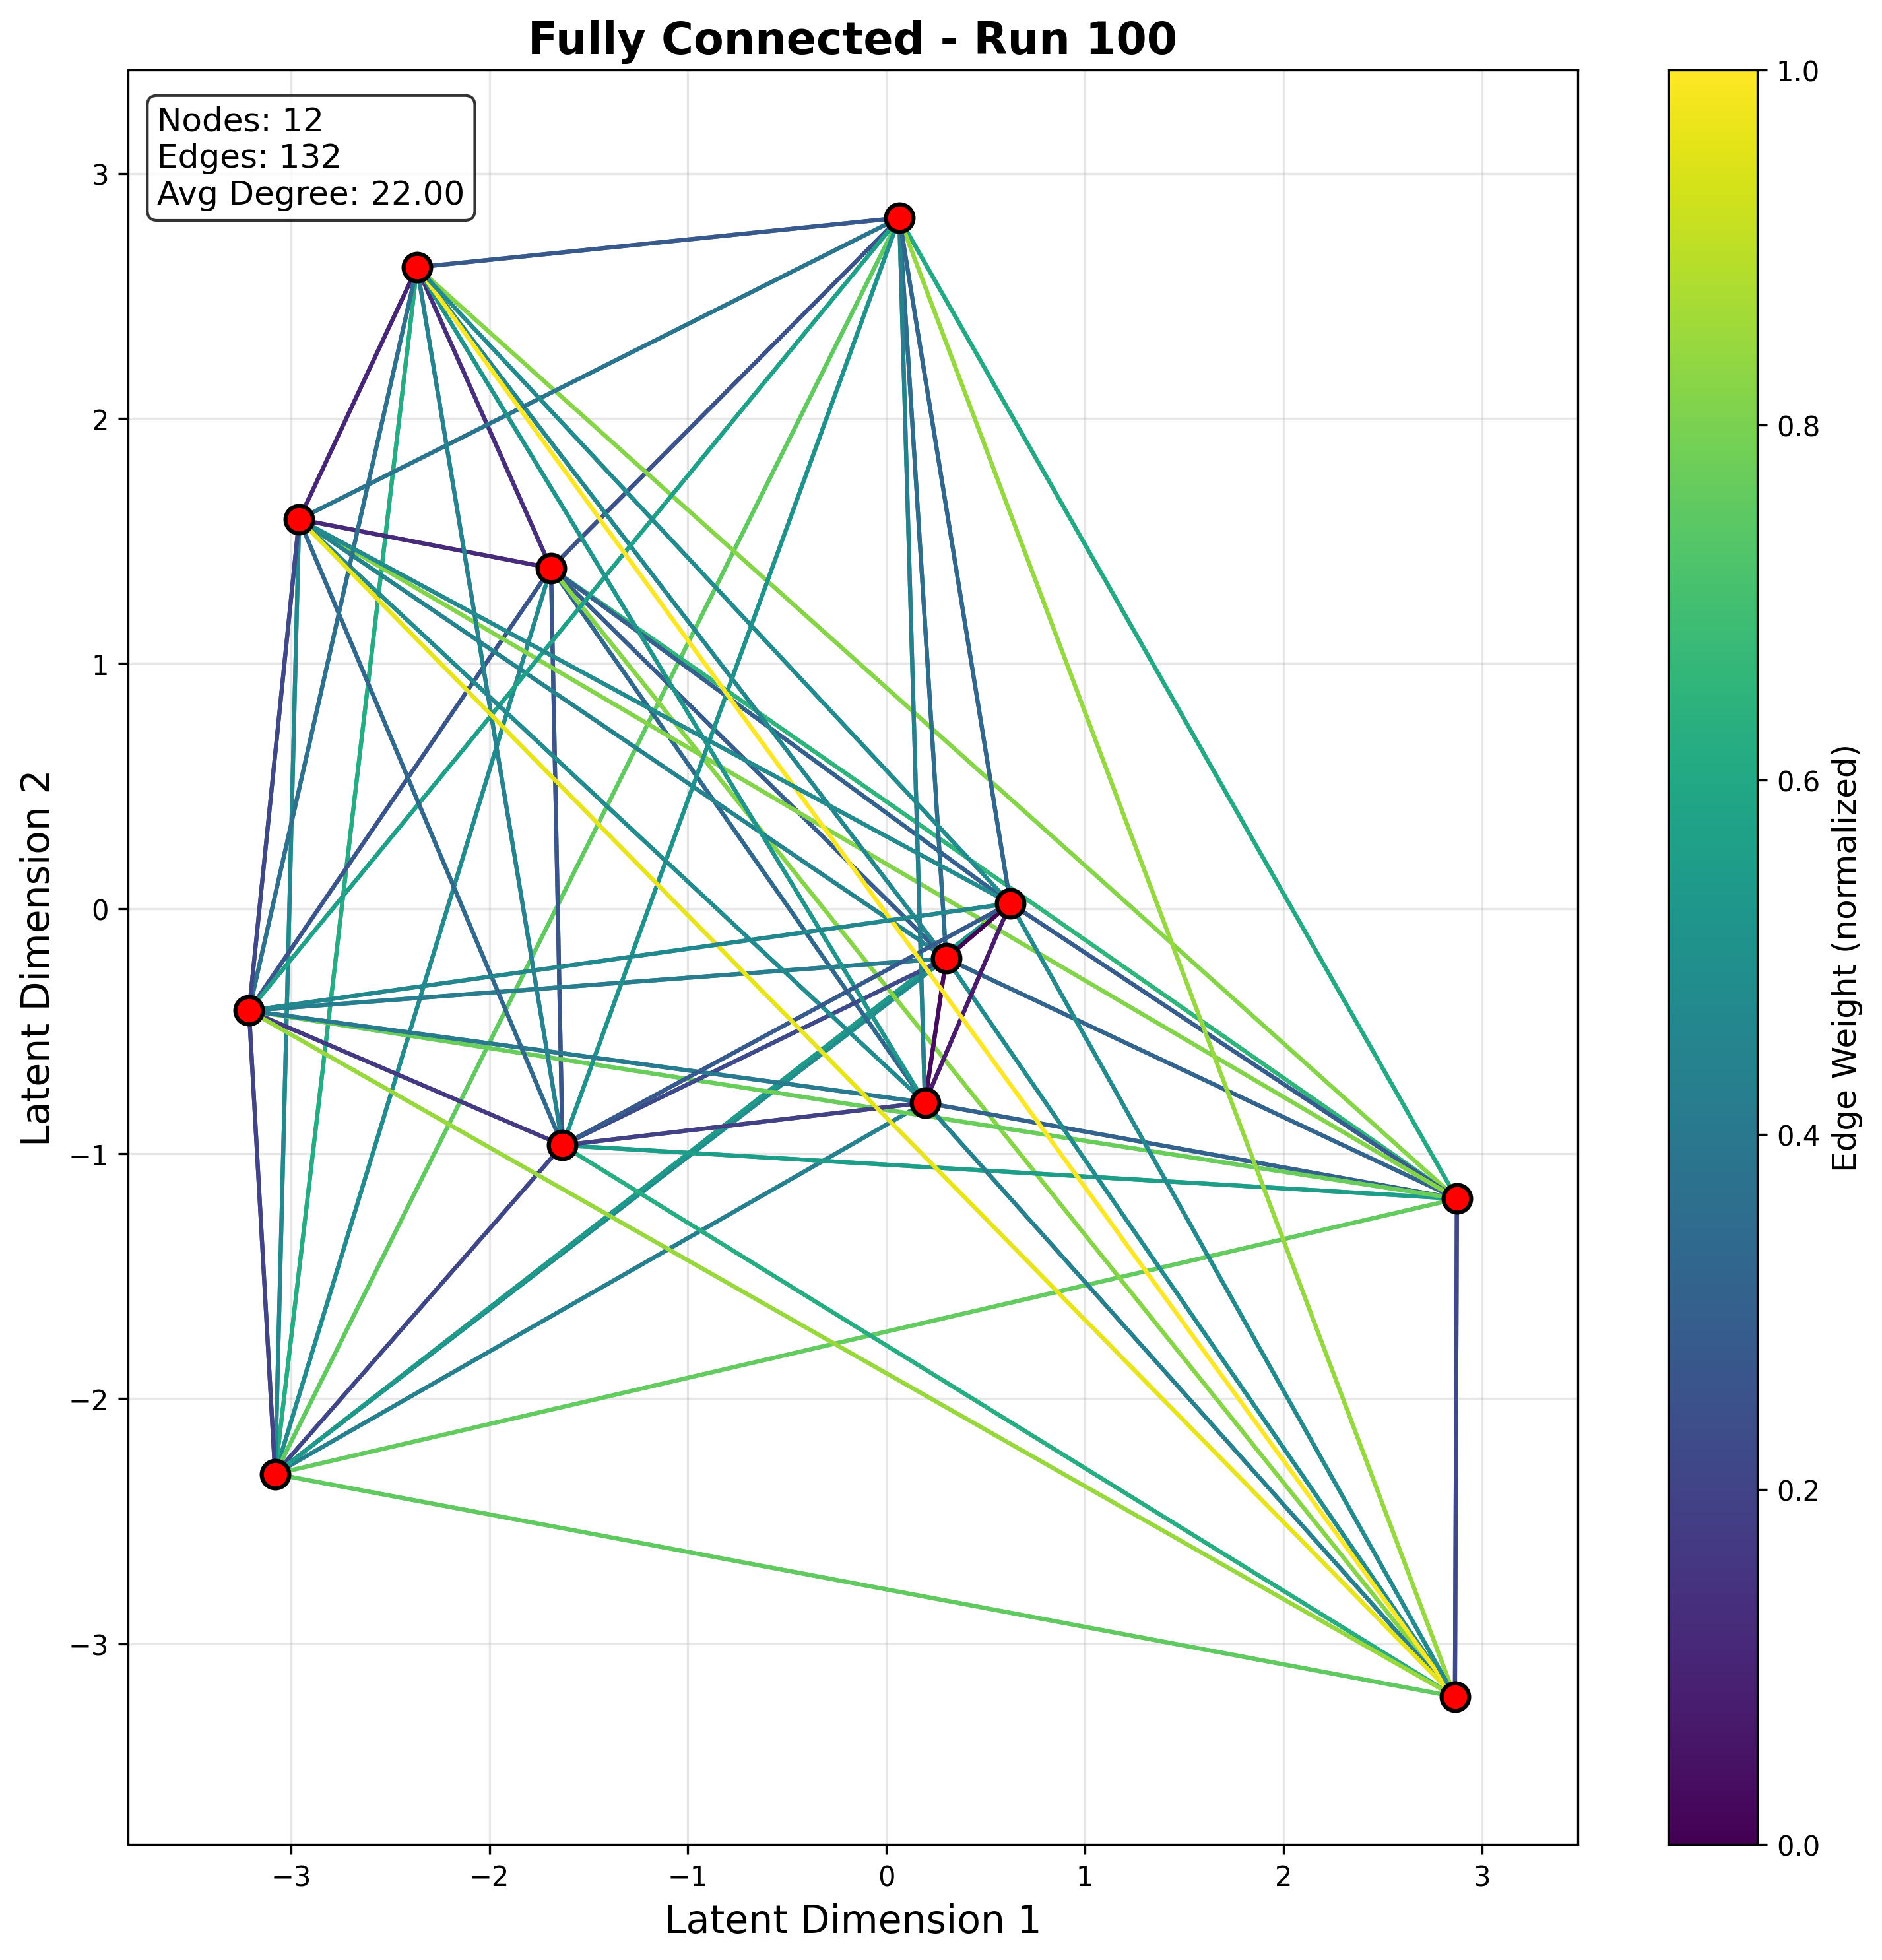 Fully Connected - Run 100
Nodes: 12
Edges: 132
Avg Degree: 22.00
3
2
1
0
−1
−2
−3
Latent Dimension 2
−3
−2
−1
0
1
2
3
Latent Dimension 1
1.0
0.8
0.6
0.4
0.2
0.0
Edge Weight (normalized)